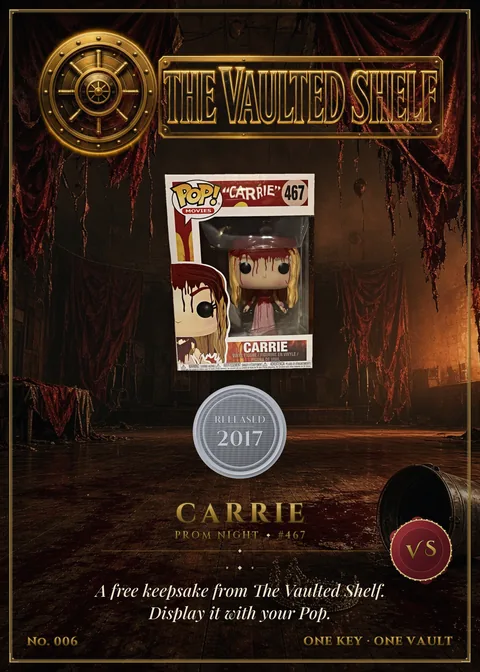 THE VAULTED SHELF
POP!
MOVIES
"CARRIE"
467
CARRIE
RELEASED
2017
CARRIE
PROM NIGHT ✦ #467
VS
A free keepsake from The Vaulted Shelf.
Display it with your Pop.
No. 006
ONE KEY · ONE VAULT